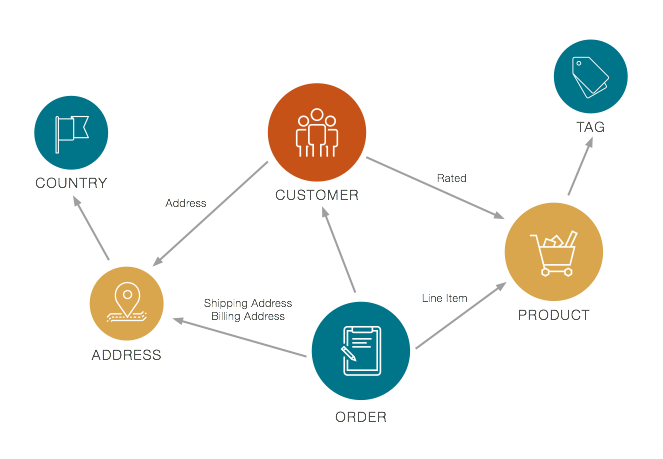 TAG
COUNTRY
CUSTOMER
Rated
Address
Shipping Address
Billing Address
Line Item
PRODUCT
ADDRESS
ORDER